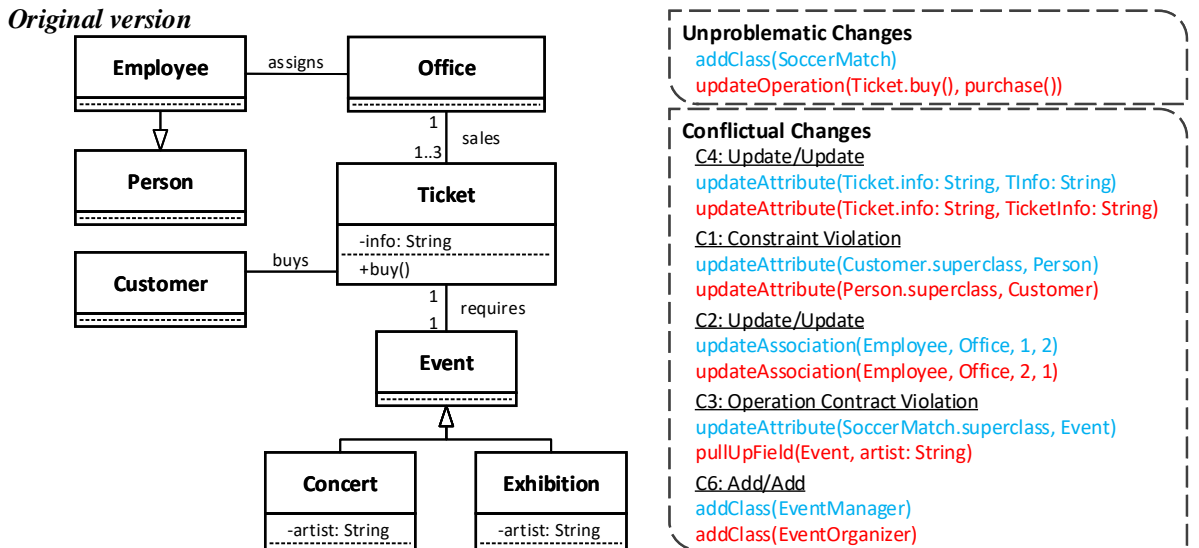 Original version
Employee
assigns
Office
1
sales
1..3
Person
Ticket
-info: String
+buy()
Customer
buys
1
requires
1
Event
Concert
-artist: String
Exhibition
-artist: String
Unproblematic Changes
addClass(SoccerMatch)
updateOperation(Ticket.buy(), purchase())
Conflictual Changes
C4: Update/Update
updateAttribute(Ticket.info: String, TInfo: String)
updateAttribute(Ticket.info: String, TicketInfo: String)
C1: Constraint Violation
updateAttribute(Customer.superclass, Person)
updateAttribute(Person.superclass, Customer)
C2: Update/Update
updateAssociation(Employee, Office, 1, 2)
updateAssociation(Employee, Office, 2, 1)
C3: Operation Contract Violation
updateAttribute(SoccerMatch.superclass, Event)
pullUpField(Event, artist: String)
C6: Add/Add
addClass(EventManager)
addClass(EventOrganizer)